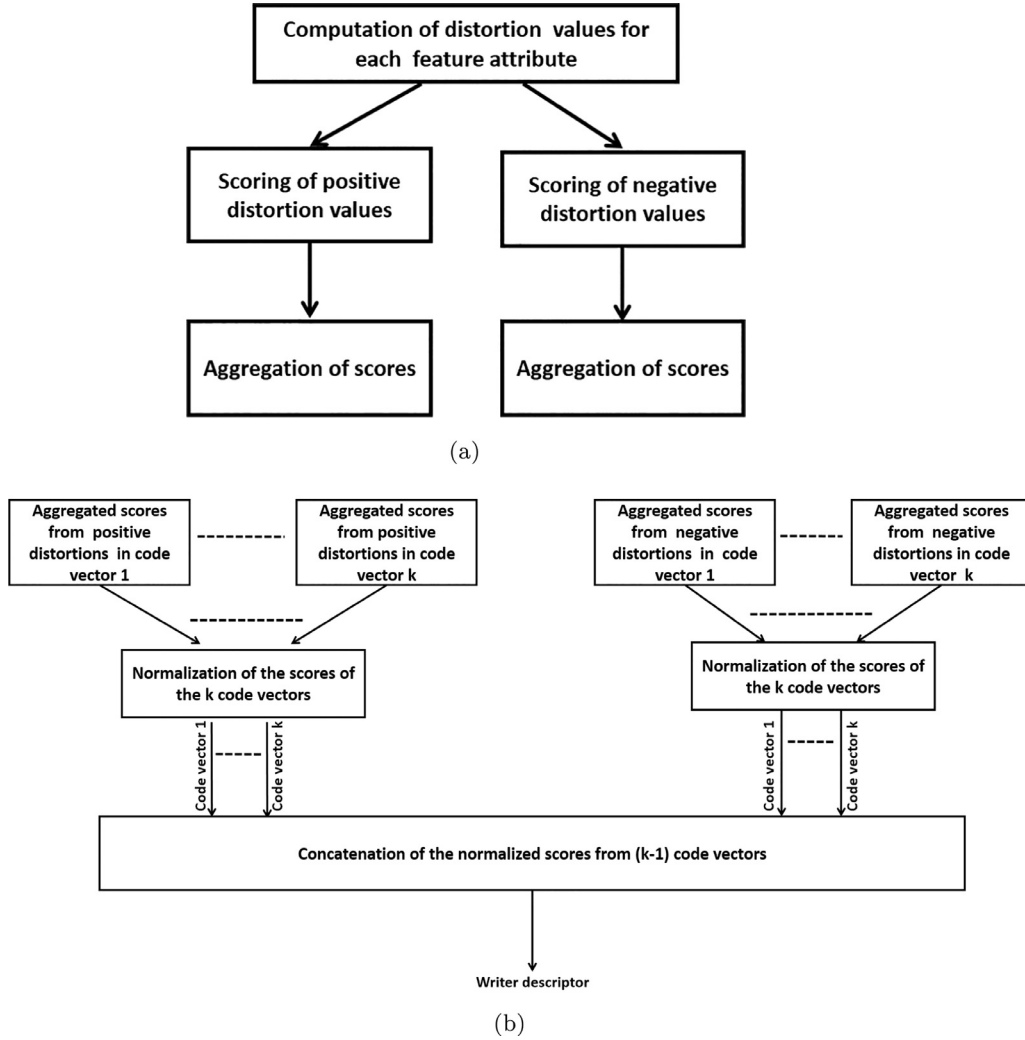 Computation of distortion values for
each feature attribute
Scoring of positive
distortion values
Scoring of negative
distortion values
Aggregation of scores
Aggregation of scores
(a)
Aggregated scores
from positive
distortions in code
vector 1
Aggregated scores
from positive
distortions in code
vector k
Aggregated scores
from negative
distortions in code
vector 1
Aggregated scores
from negative
distortions in code
vector k
Normalization of the scores of
the k code vectors
Normalization of the scores of
the k code vectors
Code vector 1
Code vector k
Code vector 1
Code vector k
Concatenation of the normalized scores from (k-1) code vectors
Writer descriptor
(b)